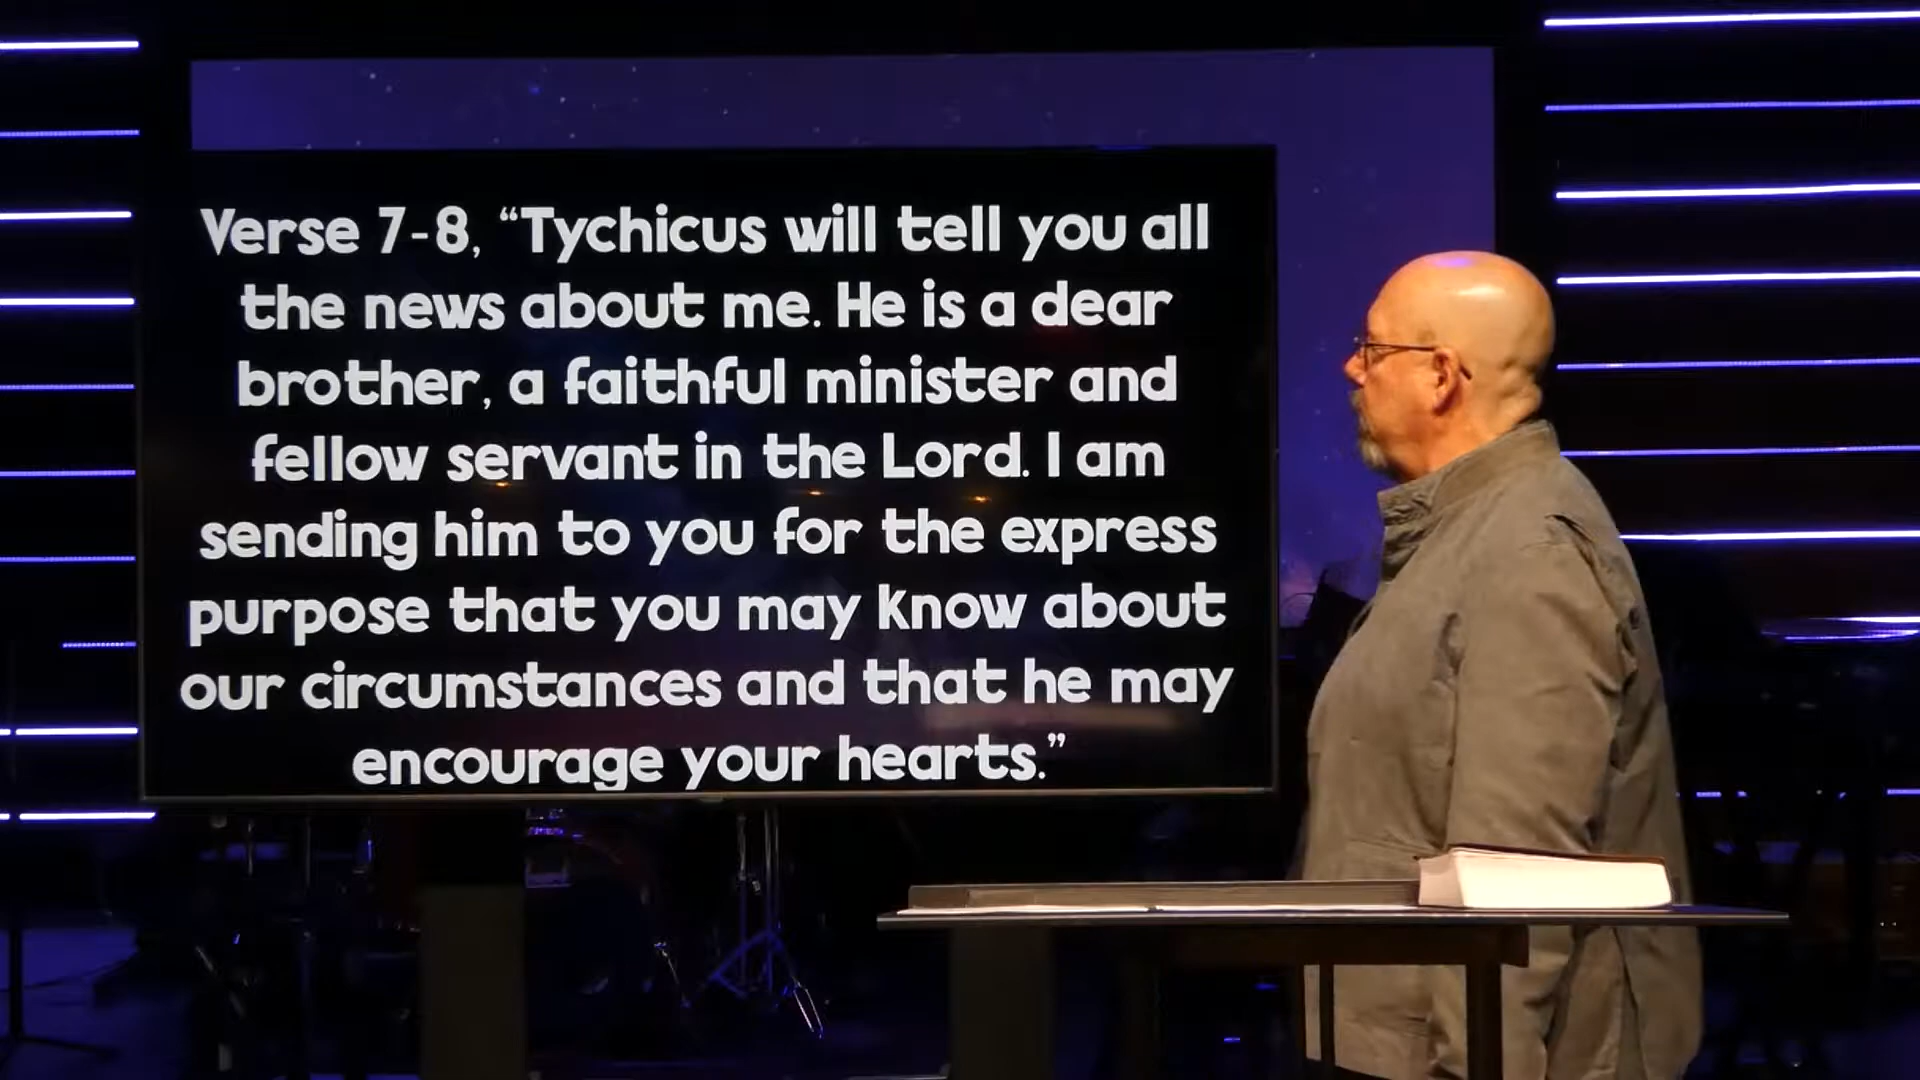 Verse 7-8, “Tychicus will tell you all
the news about me. He is a dear
brother, a faithful minister and
fellow servant in the Lord. I am
sending him to you for the express
purpose that you may know about
our circumstances and that he may
encourage your hearts.”